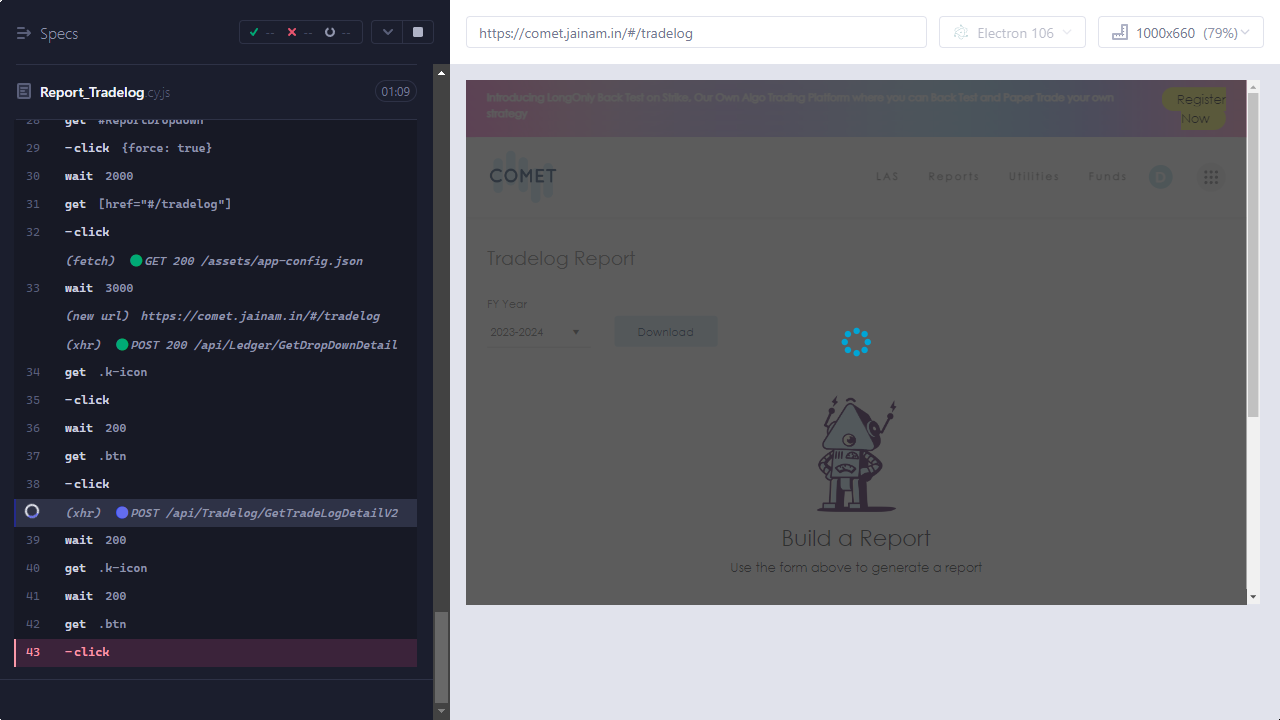 Specs
--
--
--
https://comet.jainam.in/#/tradelog
Electron 106
1000x660 (79%)
Report_Tradelog.cy.js
01:09
28 get #ReportDropdown
29 -click {force: true}
30 wait 2000
31 get [href="#/tradelog"]
32 -click
(fetch) GET 200 /assets/app-config.json
33 wait 3000
(new url) https://comet.jainam.in/#/tradelog
(xhr) POST 200 /api/Ledger/GetDropDownDetail
34 get .k-icon
35 -click
36 wait 200
37 get .btn
38 -click
(xhr) POST /api/Tradelog/GetTradeLogDetailV2
39 wait 200
40 get .k-icon
41 wait 200
42 get .btn
43 -click
Introducing LangOnly Back Test on Strike, Our Own Algo Trading Platform where you can Back Test and Paper Trade your own
strategy
Register
Now
COMET
LAS
Reports
Utilities
Funds
D
Tradelog Report
FY Year
2023-2024
Download
Build a Report
Use the form above to generate a report